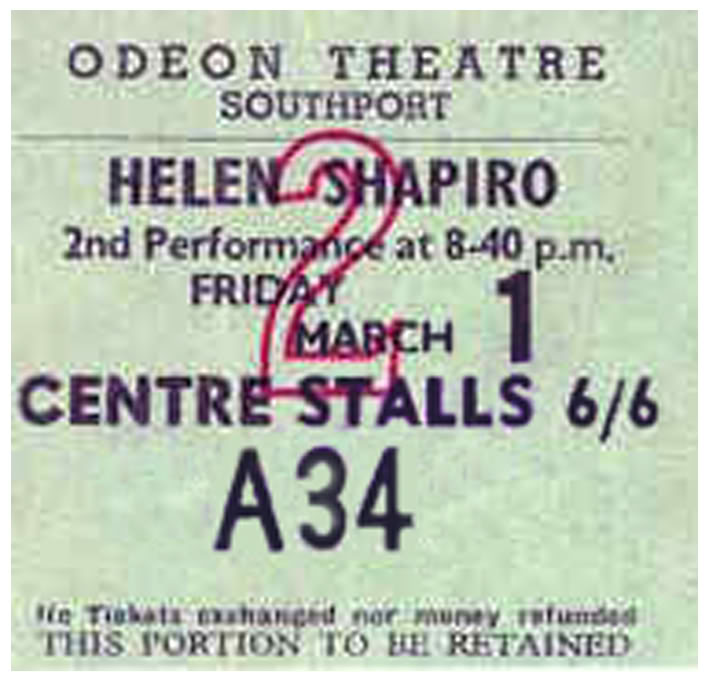 ODEON THEATRE
SOUTHPORT
HELEN SHAPIRO
2nd Performance at 8-40 p.m.
2
FRIDAY
MARCH 1
CENTRE STALLS 6/6
A34
No Tickets exchanged nor money refunded
THIS PORTION TO BE RETAINED